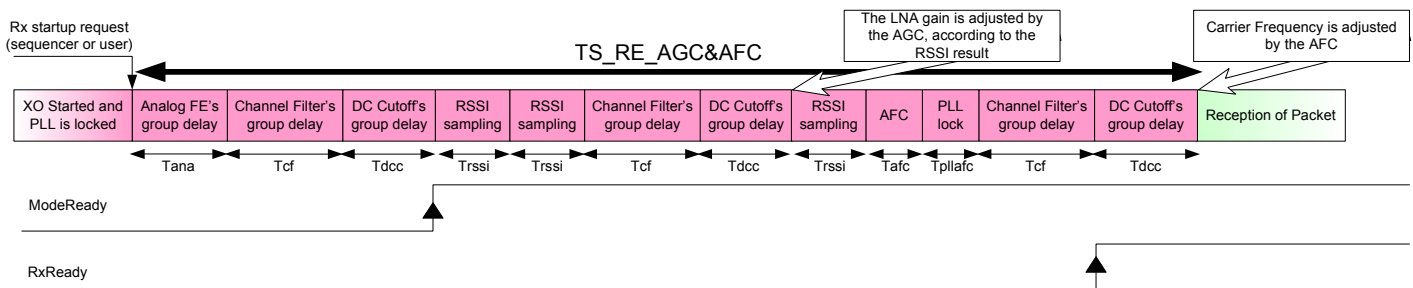 Rx startup request
(sequencer or user)
TS_RE_AGC&AFC
The LNA gain is adjusted by
the AGC, according to the
RSSI result
Carrier Frequency is adjusted
by the AFC
XO Started and
PLL is locked
Analog FE's
group delay
Channel Filter's
group delay
DC Cutoff's
group delay
RSSI
sampling
RSSI
sampling
Channel Filter's
group delay
DC Cutoff's
group delay
RSSI
sampling
AFC
PLL
lock
Channel Filter's
group delay
DC Cutoff's
group delay
Reception of Packet
Tana
Tcf
Tdcc
Trssi
Trssi
Tcf
Tdcc
Trssi
Tafc
Tpllafc
Tcf
Tdcc
ModeReady
RxReady